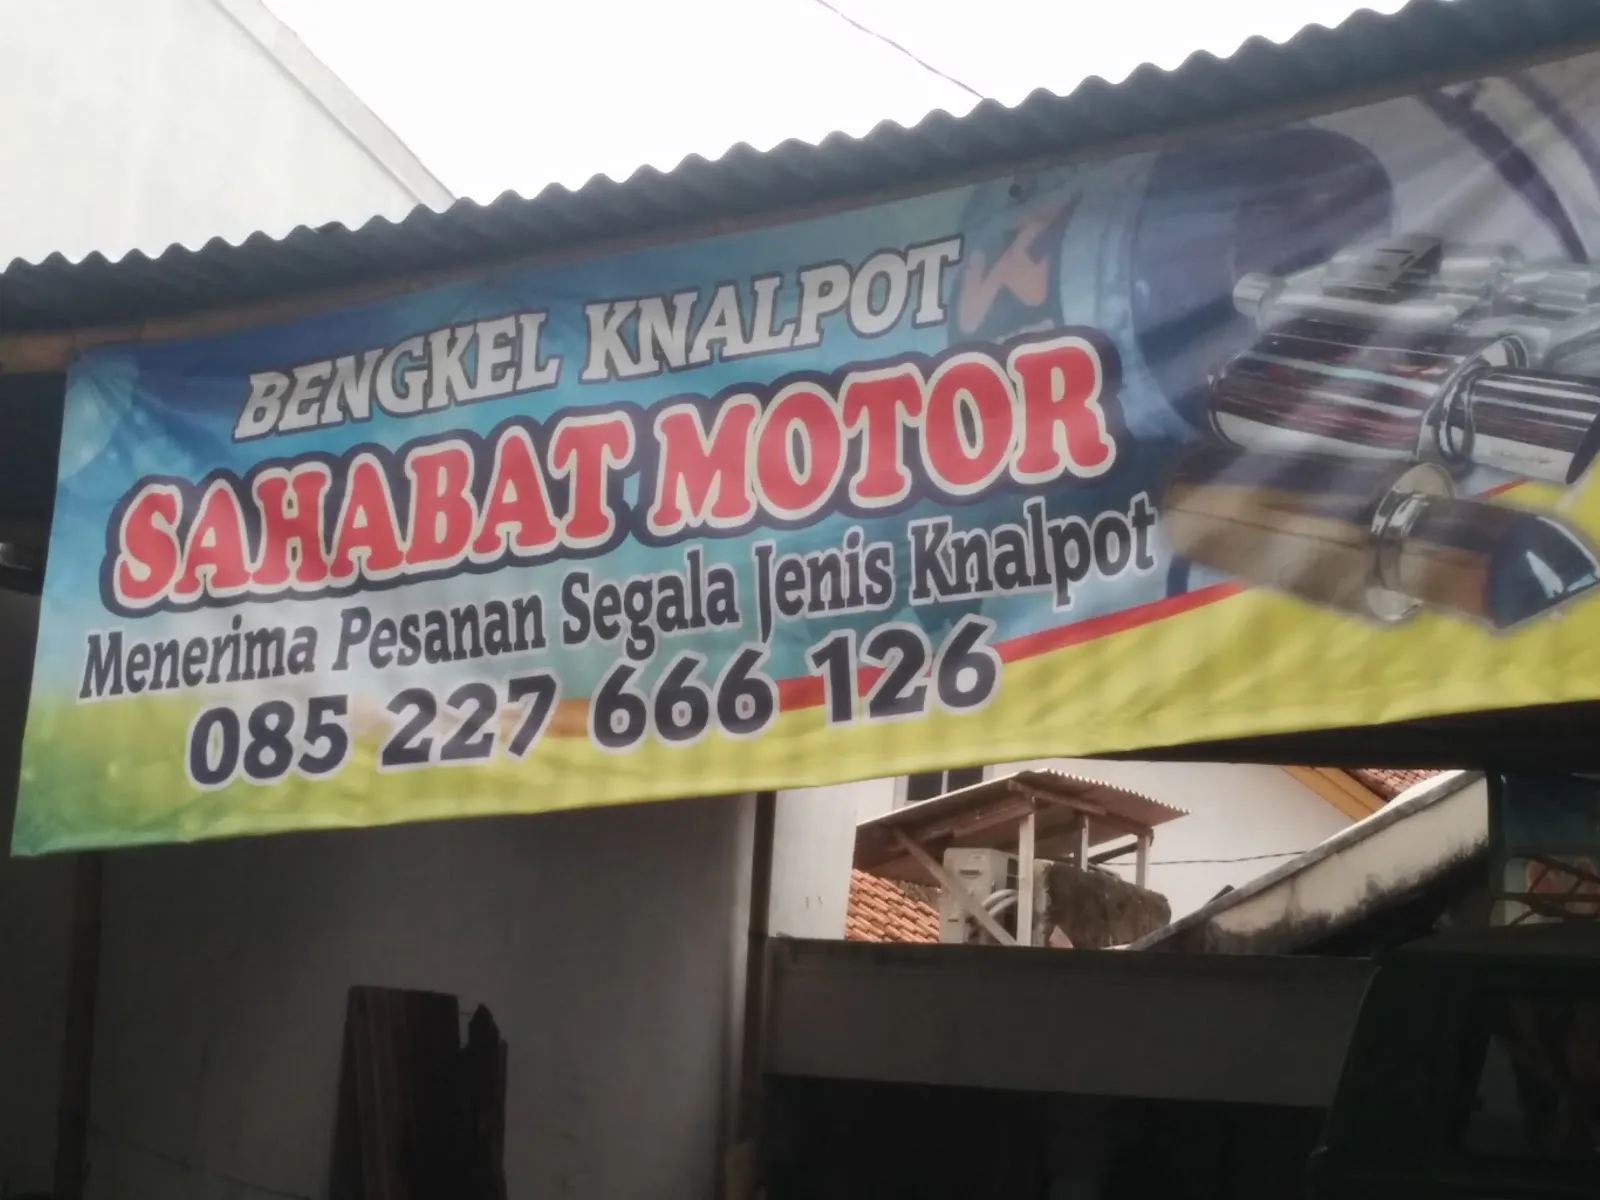 BENGKEL KNALPOT
SAHABAT MOTOR
Menerima Pesanan Segala Jenis Knalpot
085 227 666 126